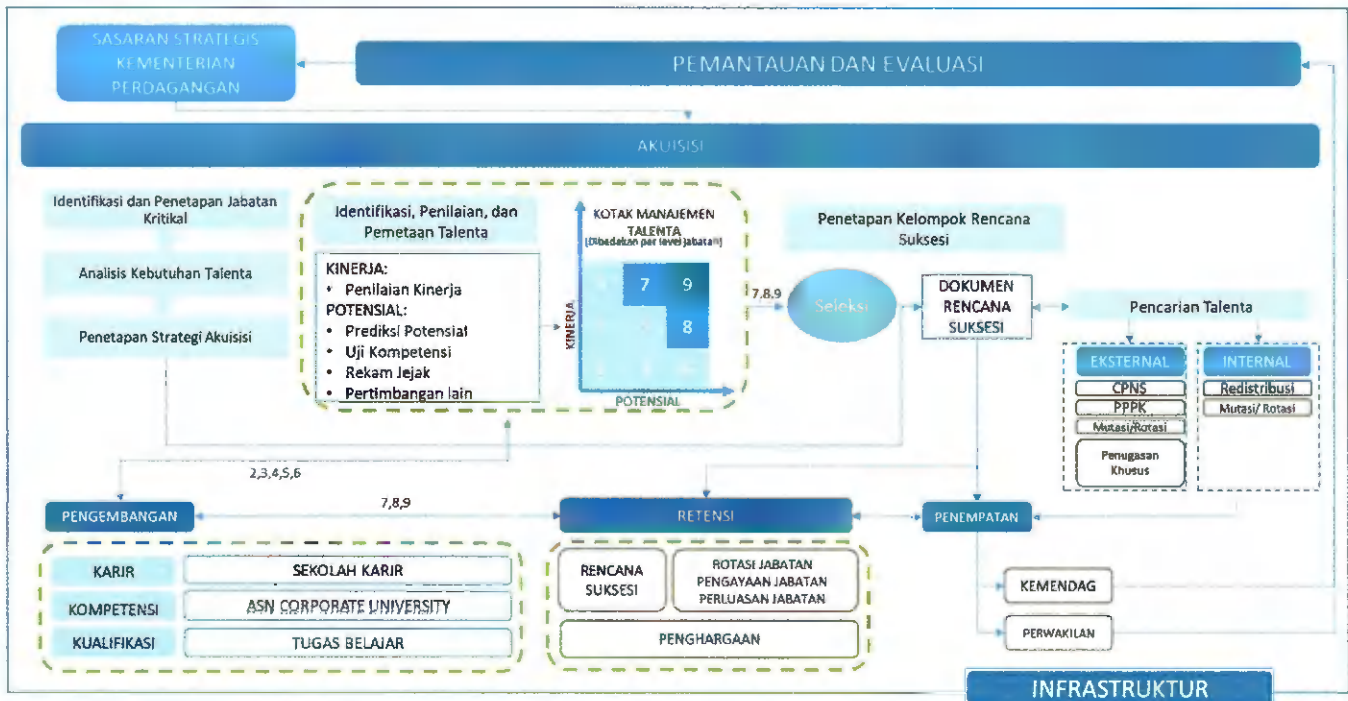 SASARAN STRATEGIS
KEMENTERIAN
PERDAGANGAN
PEMANTAUAN DAN EVALUASI
AKUISISI
Identifikasi dan Penetapan Jabatan
Kritikal
Analisis Kebutuhan Talenta
Penetapan Strategi Akuisisi
Identifikasi, Penilaian, dan
Pemetaan Talenta
KINERJA:
• Penilaian Kinerja
POTENSIAL:
• Prediksi Potensial
• Uji Kompetensi
• Rekam Jejak
• Pertimbangan lain
KOTAK MANAJEMEN
TALENTA
(Dibedakan per level jabatan)
KINERJA
7 9
8
POTENSIAL
7.8.9
Penetapan Kelompok Rencana
Suksesi
Seleksi
DOKUMEN
RENCANA
SUKSESI
Pencarian Talenta
EKSTERNAL
CPNS
PPPK
Mutasi/Rotasi
Penugasan
Khusus
INTERNAL
Redistribusi
Mutasi/ Rotasi
2,3,4,5,6
7,8,9
PENGEMBANGAN
RETENSI
PENEMPATAN
KARIR
SEKOLAH KARIR
KOMPETENSI
ASN CORPORATE UNIVERSITY
KUALIFIKASI
TUGAS BELAJAR
RENCANA
SUKSESI
ROTASI JABATAN
PENGAYAAN JABATAN
PERLUASAN JABATAN
PENGHARGAAN
KEMENDAG
PERWAKILAN
INFRASTRUKTUR